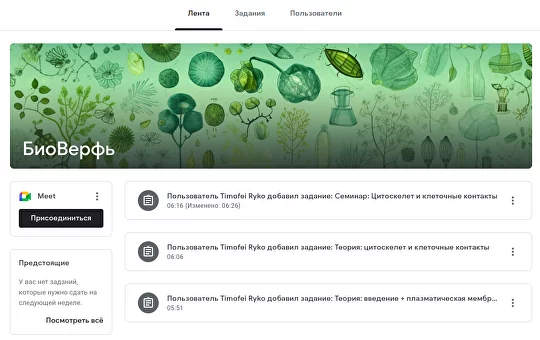 Лента
Задания
Пользователи
БиоВерфь
Meet
Присоединиться
Предстоящие
У вас нет заданий,
которые нужно сдать на
следующей неделе.
Посмотреть всё
Пользователь Timofei Ryko добавил задание: Семинар: Цитоскелет и клеточные контакты
06:16 (Изменено: 06:26)
Пользователь Timofei Ryko добавил задание: Теория: цитоскелет и клеточные контакты
06:06
Пользователь Timofei Ryko добавил задание: Теория: введение + плазматическая мембр...
05:51